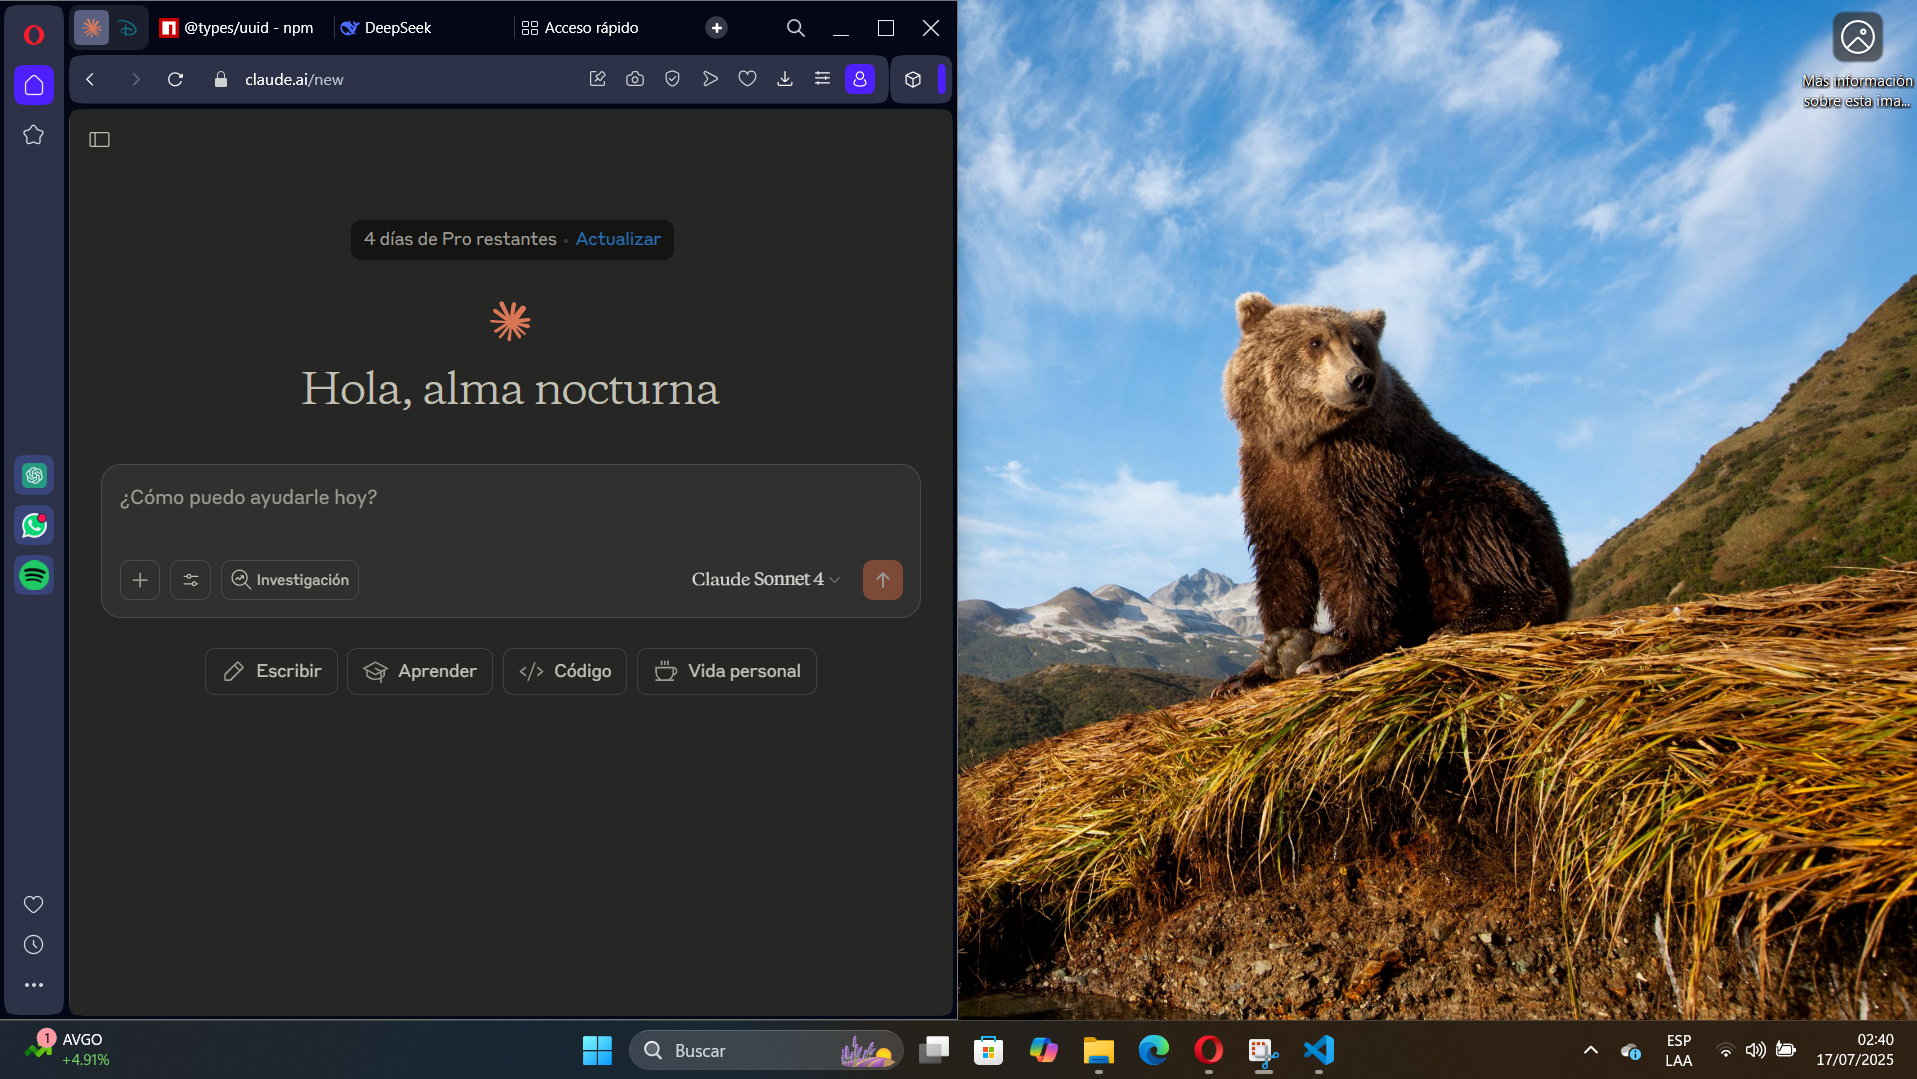 @types/uuid - npm
DeepSeek
Acceso rápido
claude.ai/new
4 días de Pro restantes • Actualizar
Hola, alma nocturna
¿Cómo puedo ayudarle hoy?
Investigación
Claude Sonnet 4
Escribir
Aprender
Código
Vida personal
Más información
sobre esta ima...
1
AVGO
+4.91%
Buscar
ESP
LAA
02:40
17/07/2025